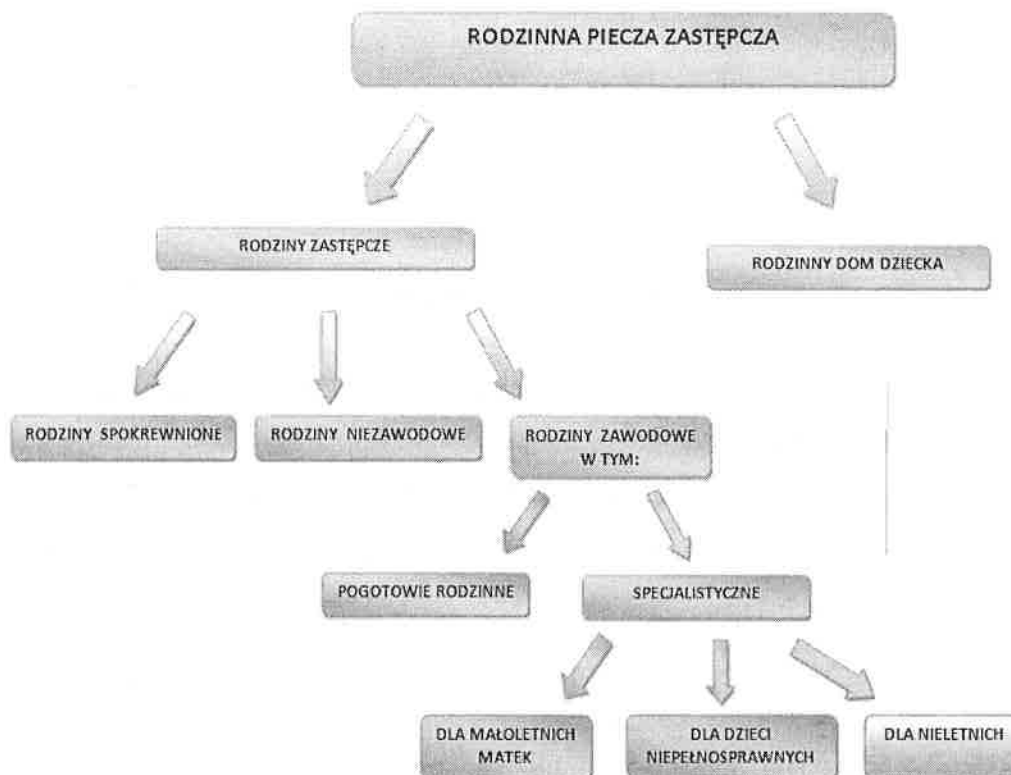 RODZINNA PIECZA ZASTĘPCZA
RODZINY ZASTĘPCZE
RODZINNY DOM DZIECKA
RODZINY SPOKREWNIONE
RODZINY NIEZAWODOWE
RODZINY ZAWODOWE
W TYM:
POGOTOWIE RODZINNE
SPECJALISTYCZNE
DLA MAŁOLETNICH
MATEK
DLA DZIECI
NIEPEŁNOSPRAWNYCH
DLA NIELETNICH